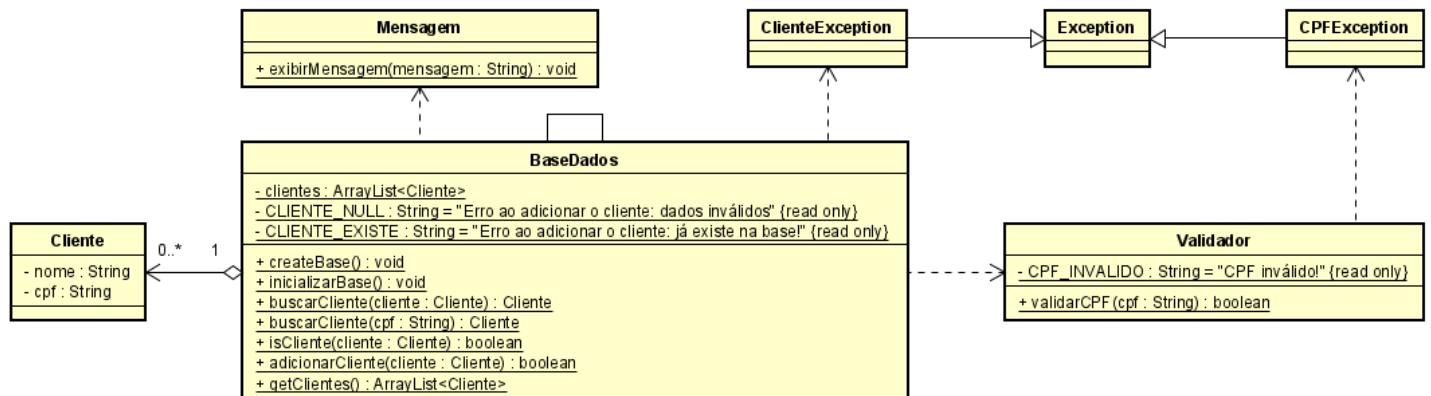 Mensagem
+ exibirMensagem(mensagem : String) : void
ClienteException
Exception
CPFException
BaseDados
- clientes : ArrayList<Cliente>
- CLIENTE_NULL : String = "Erro ao adicionar o cliente: dados inválidos" {read only}
- CLIENTE_EXISTE : String = "Erro ao adicionar o cliente: já existe na base!" {read only}
+ createBase() : void
+ inicializarBase() : void
+ buscarCliente(cliente : Cliente) : Cliente
+ buscarCliente(cpf : String) : Cliente
+ isCliente(cliente : Cliente) : boolean
+ adicionarCliente(cliente : Cliente) : boolean
+ getClientes() : ArrayList<Cliente>
Cliente
- nome : String
- cpf : String
0..*
1
Validador
- CPF_INVALIDO : String = "CPF inválido!" {read only}
+ validarCPF(cpf : String) : boolean